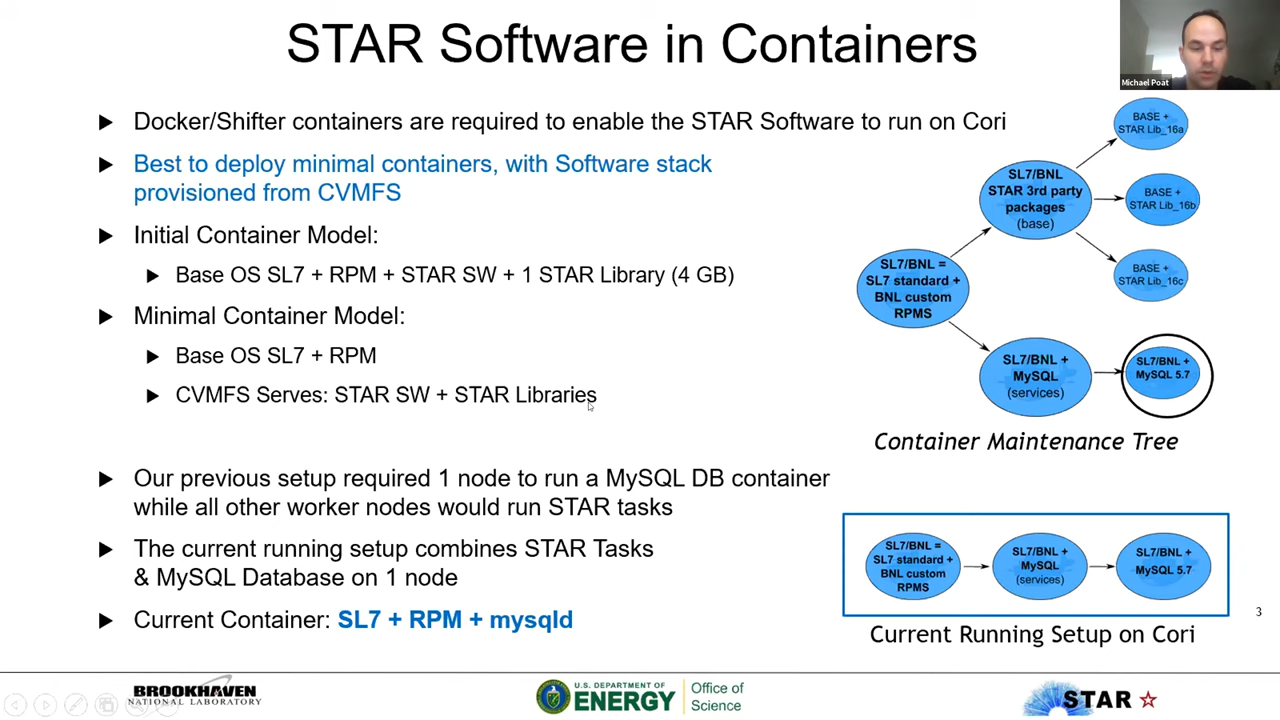 STAR Software in Containers
Michael Poat
Docker/Shifter containers are required to enable the STAR Software to run on Cori
Best to deploy minimal containers, with Software stack
provisioned from CVMFS
Initial Container Model:
Base OS SL7 + RPM + STAR SW + 1 STAR Library (4 GB)
Minimal Container Model:
Base OS SL7 + RPM
CVMFS Serves: STAR SW + STAR Libraries
Our previous setup required 1 node to run a MySQL DB container
while all other worker nodes would run STAR tasks
The current running setup combines STAR Tasks
& MySQL Database on 1 node
Current Container: SL7 + RPM + mysqld
BASE +
STAR Lib_16a
SL7/BNL
STAR 3rd party
packages
(base)
BASE +
STAR Lib_16b
BASE +
STAR Lib_16c
SL7/BNL =
SL7 standard +
BNL custom
RPMS
SL7/BNL +
MySQL
(services)
SL7/BNL +
MySQL 5.7
Container Maintenance Tree
SL7/BNL =
SL7 standard +
BNL custom
RPMS
SL7/BNL +
MySQL
(services)
SL7/BNL +
MySQL 5.7
Current Running Setup on Cori
3
BROOKHAVEN
NATIONAL LABORATORY
U.S. DEPARTMENT OF
ENERGY
Office of
Science
STAR